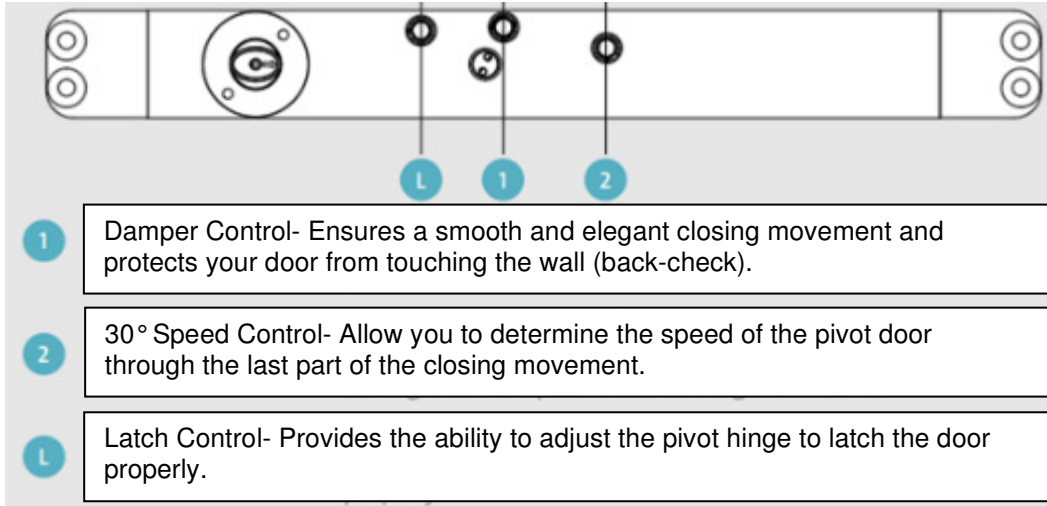 L 1 2
1 Damper Control- Ensures a smooth and elegant closing movement and
protects your door from touching the wall (back-check).
2 30° Speed Control- Allow you to determine the speed of the pivot door
through the last part of the closing movement.
L Latch Control- Provides the ability to adjust the pivot hinge to latch the door
properly.